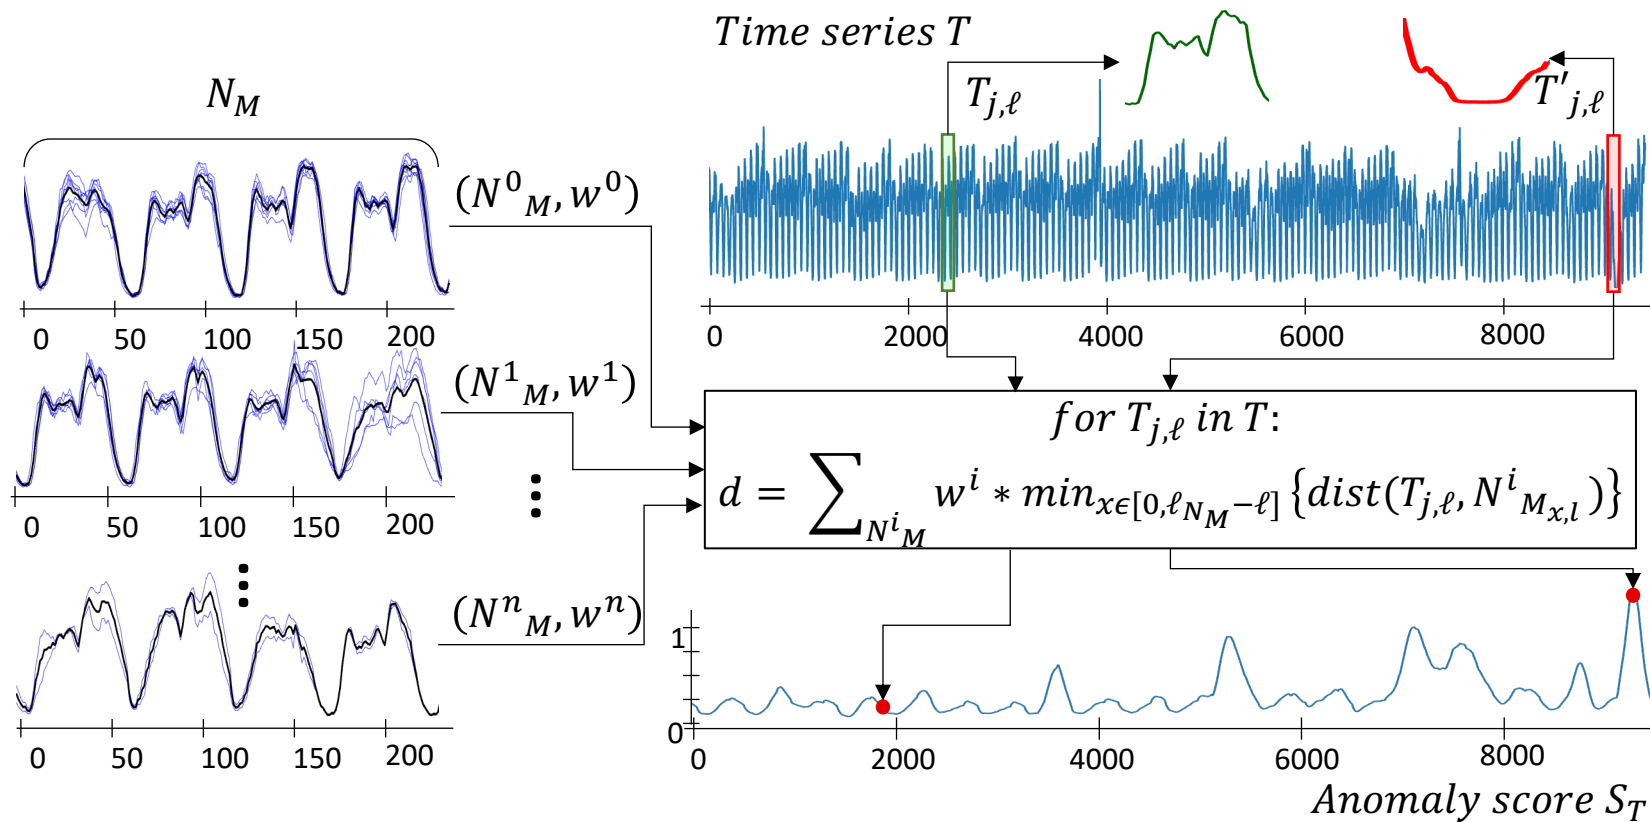 Time series T
N_M
T_{j,ℓ}
T'_{j,ℓ}
(N^0_M, w^0)
0 50 100 150 200
0 2000 4000 6000 8000
(N^1_M, w^1)
0 50 100 150 200
for T_{j,ℓ} in T:
d = ∑_{N^i_M} w^i * min_{x∈[0,ℓ_{N_M}−ℓ]} {dist(T_{j,ℓ}, N^i_{M_{x,l}})}
(N^n_M, w^n)
0 50 100 150 200
1
0
0 2000 4000 6000 8000
Anomaly score S_T